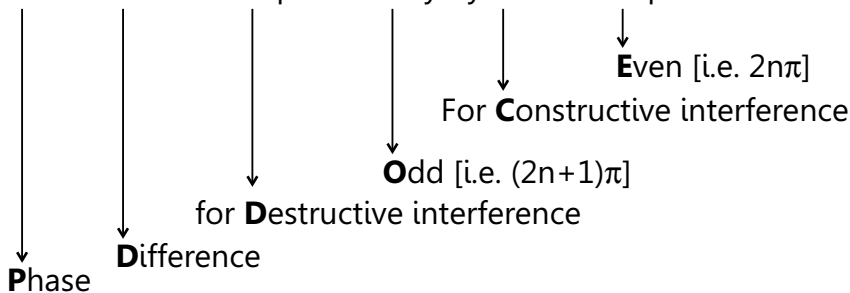 Even [i.e. 2nπ]
For Constructive interference
Odd [i.e. (2n+1)π]
for Destructive interference
Difference
Phase